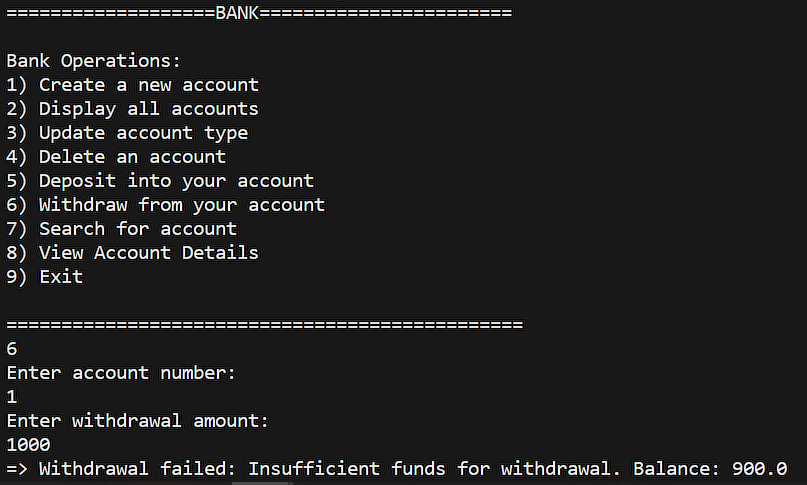 ===================BANK=======================
Bank Operations:
1) Create a new account
2) Display all accounts
3) Update account type
4) Delete an account
5) Deposit into your account
6) Withdraw from your account
7) Search for account
8) View Account Details
9) Exit
===============================================
6
Enter account number:
1
Enter withdrawal amount:
1000
=> Withdrawal failed: Insufficient funds for withdrawal. Balance: 900.0